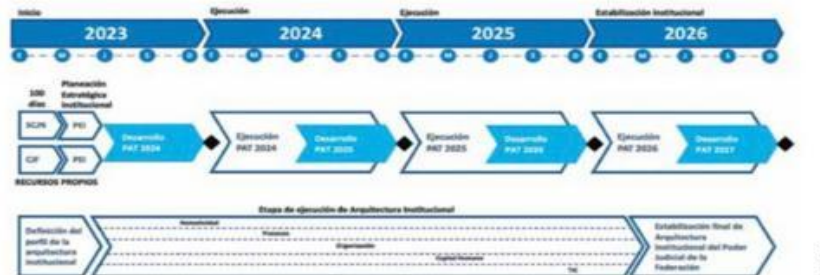 Inicio
Ejecución
Ejecución
Estabilización Institucional
2023
2024
2025
2026
E M J S D E M J S D E M J S D E M J S D
100
días
Planeación
Estratégica
Institucional
SCJN
PEI
Desarrollo
PAT 2024
Ejecución
PAT 2024
Desarrollo
PAT 2025
Ejecución
PAT 2025
Desarrollo
PAT 2026
Ejecución
PAT 2026
Desarrollo
PAT 2027
CJF
PEI
RECURSOS PROPIOS
Etapa de ejecución de Arquitectura Institucional
Definición del
perfil de la
arquitectura
institucional
Normatividad
Procesos
Organización
Capital Humano
TIC
Estabilización final de
Arquitectura
Institucional del Poder
Judicial de la
Federación